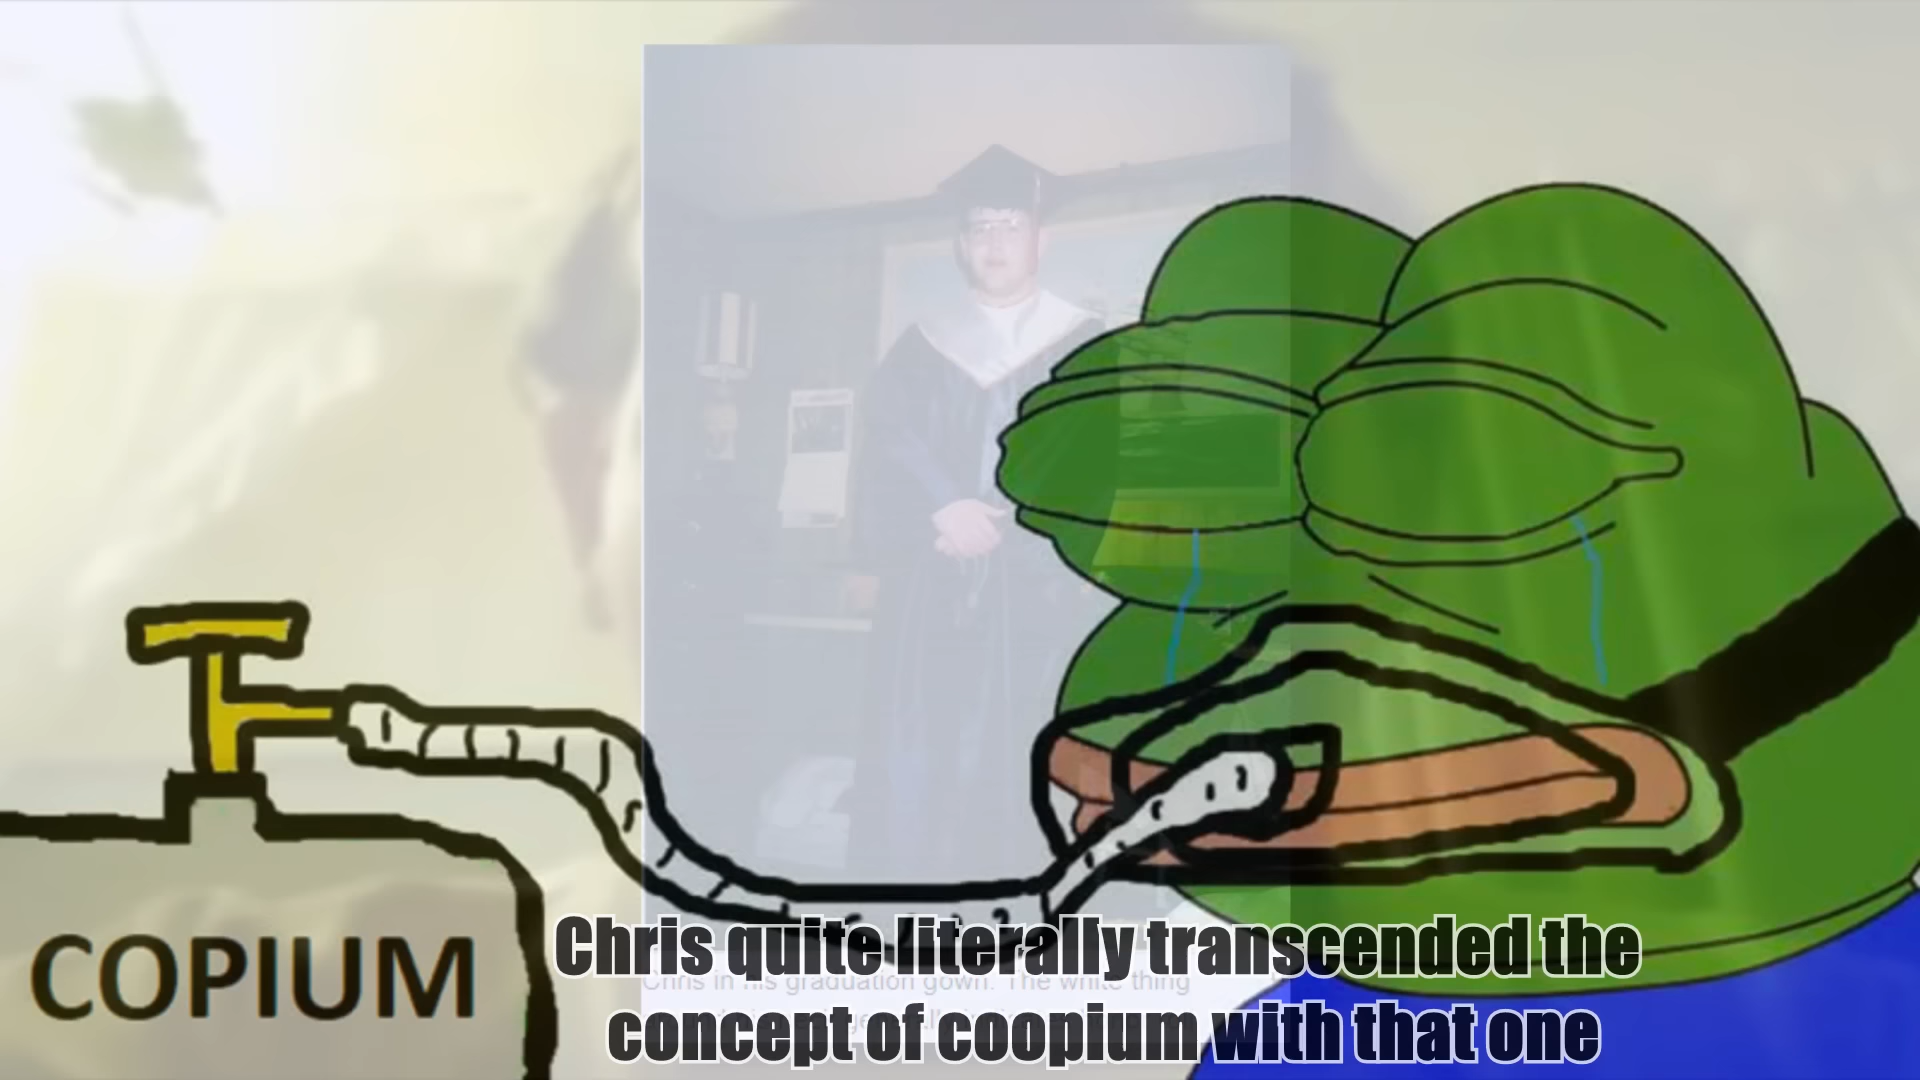 COPIUM
Chris quite literally transcended the
concept of coopium with that one
Chris in his graduation gown. The white thing